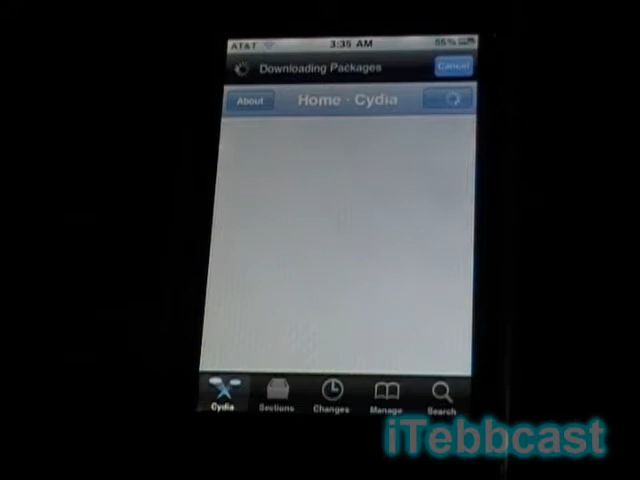 AT&T 3:35 AM 55%
Downloading Packages Cancel
About Home · Cydia
Cydia Sections Changes Manage Search
iTebbcast